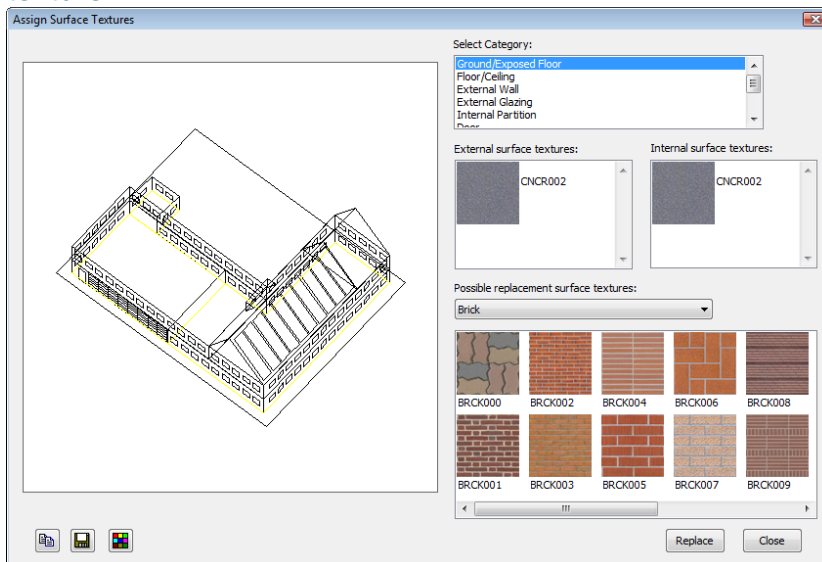 Assign Surface Textures
Select Category:
Ground/Exposed Floor
Floor/Ceiling
External Wall
External Glazing
Internal Partition
Door
External surface textures:
Internal surface textures:
CNCR002
CNCR002
Possible replacement surface textures:
Brick
BRCK000 BRCK002 BRCK004 BRCK006 BRCK008
BRCK001 BRCK003 BRCK005 BRCK007 BRCK009
Replace
Close